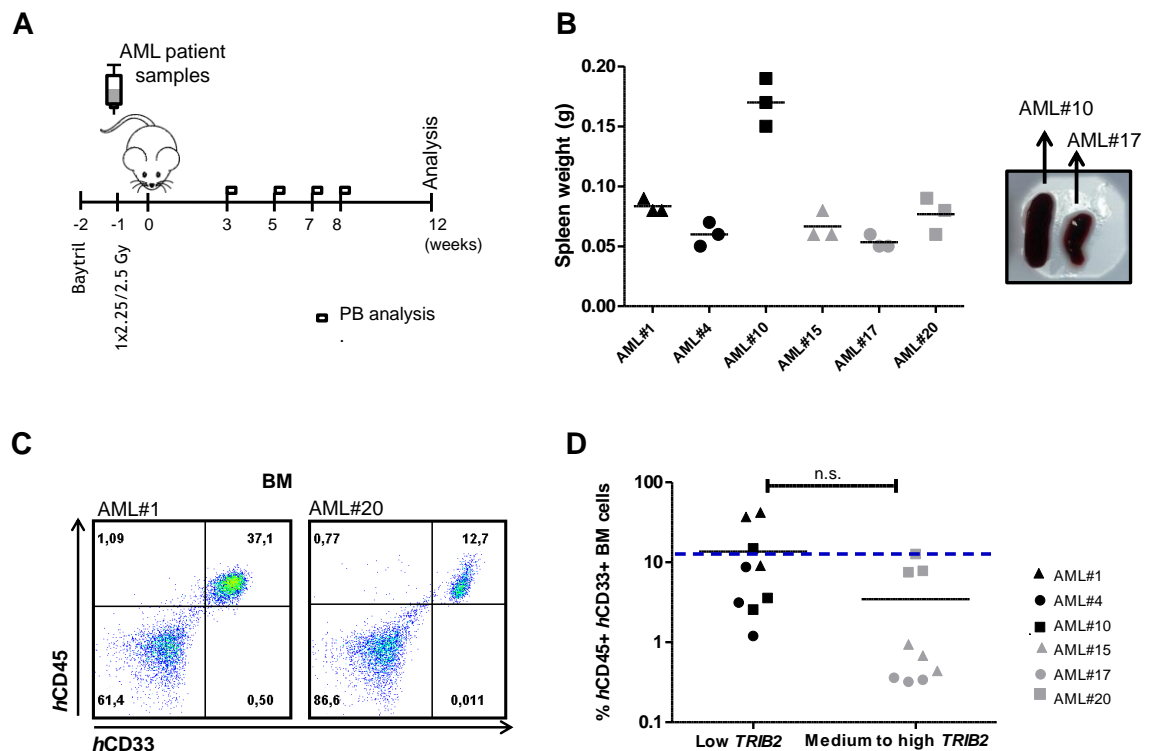 A
AML patient
samples
-2
-1
0
3
5
7
8
12
(weeks)
Baytril
1x2.25/2.5 Gy
Analysis
PB analysis
.
B
Spleen weight (g)
0.20
0.15
0.10
0.05
0.00
AML#1
AML#4
AML#10
AML#15
AML#17
AML#20
AML#10
AML#17
C
BM
AML#1
AML#20
1,09
37,1
61,4
0,50
0,77
12,7
86,6
0,011
hCD45
hCD33
D
% hCD45+ hCD33+ BM cells
100
10
1
0.1
n.s.
Low TRIB2
Medium to high TRIB2
AML#1
AML#4
AML#10
AML#15
AML#17
AML#20